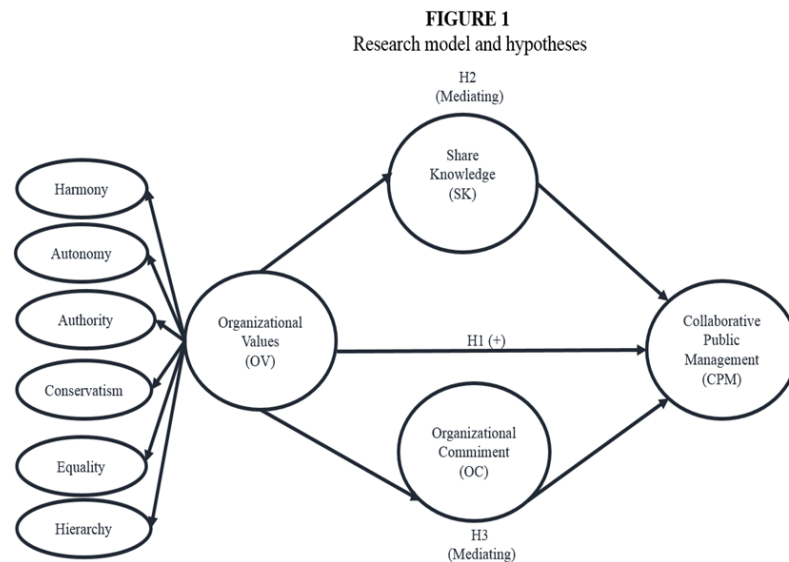 FIGURE 1
Research model and hypotheses
H2
(Mediating)
Share
Knowledge
(SK)
Harmony
Autonomy
Authority
Conservatism
Equality
Hierarchy
Organizational
Values
(OV)
H1 (+)
Collaborative
Public
Management
(CPM)
Organizational
Commiment
(OC)
H3
(Mediating)